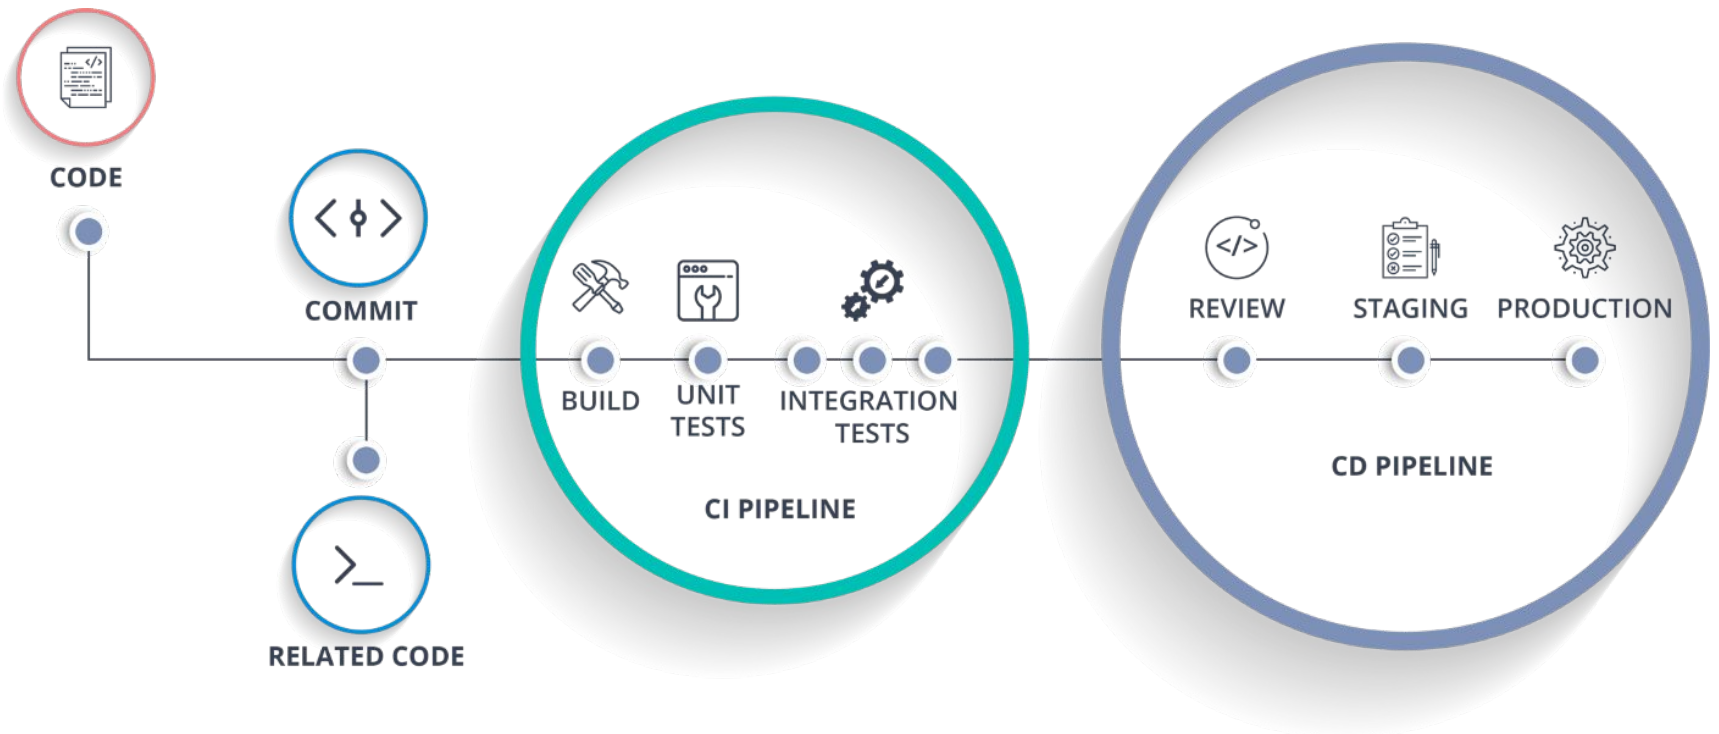 CODE
COMMIT
RELATED CODE
BUILD
UNIT
TESTS
INTEGRATION
TESTS
CI PIPELINE
REVIEW
STAGING
PRODUCTION
CD PIPELINE